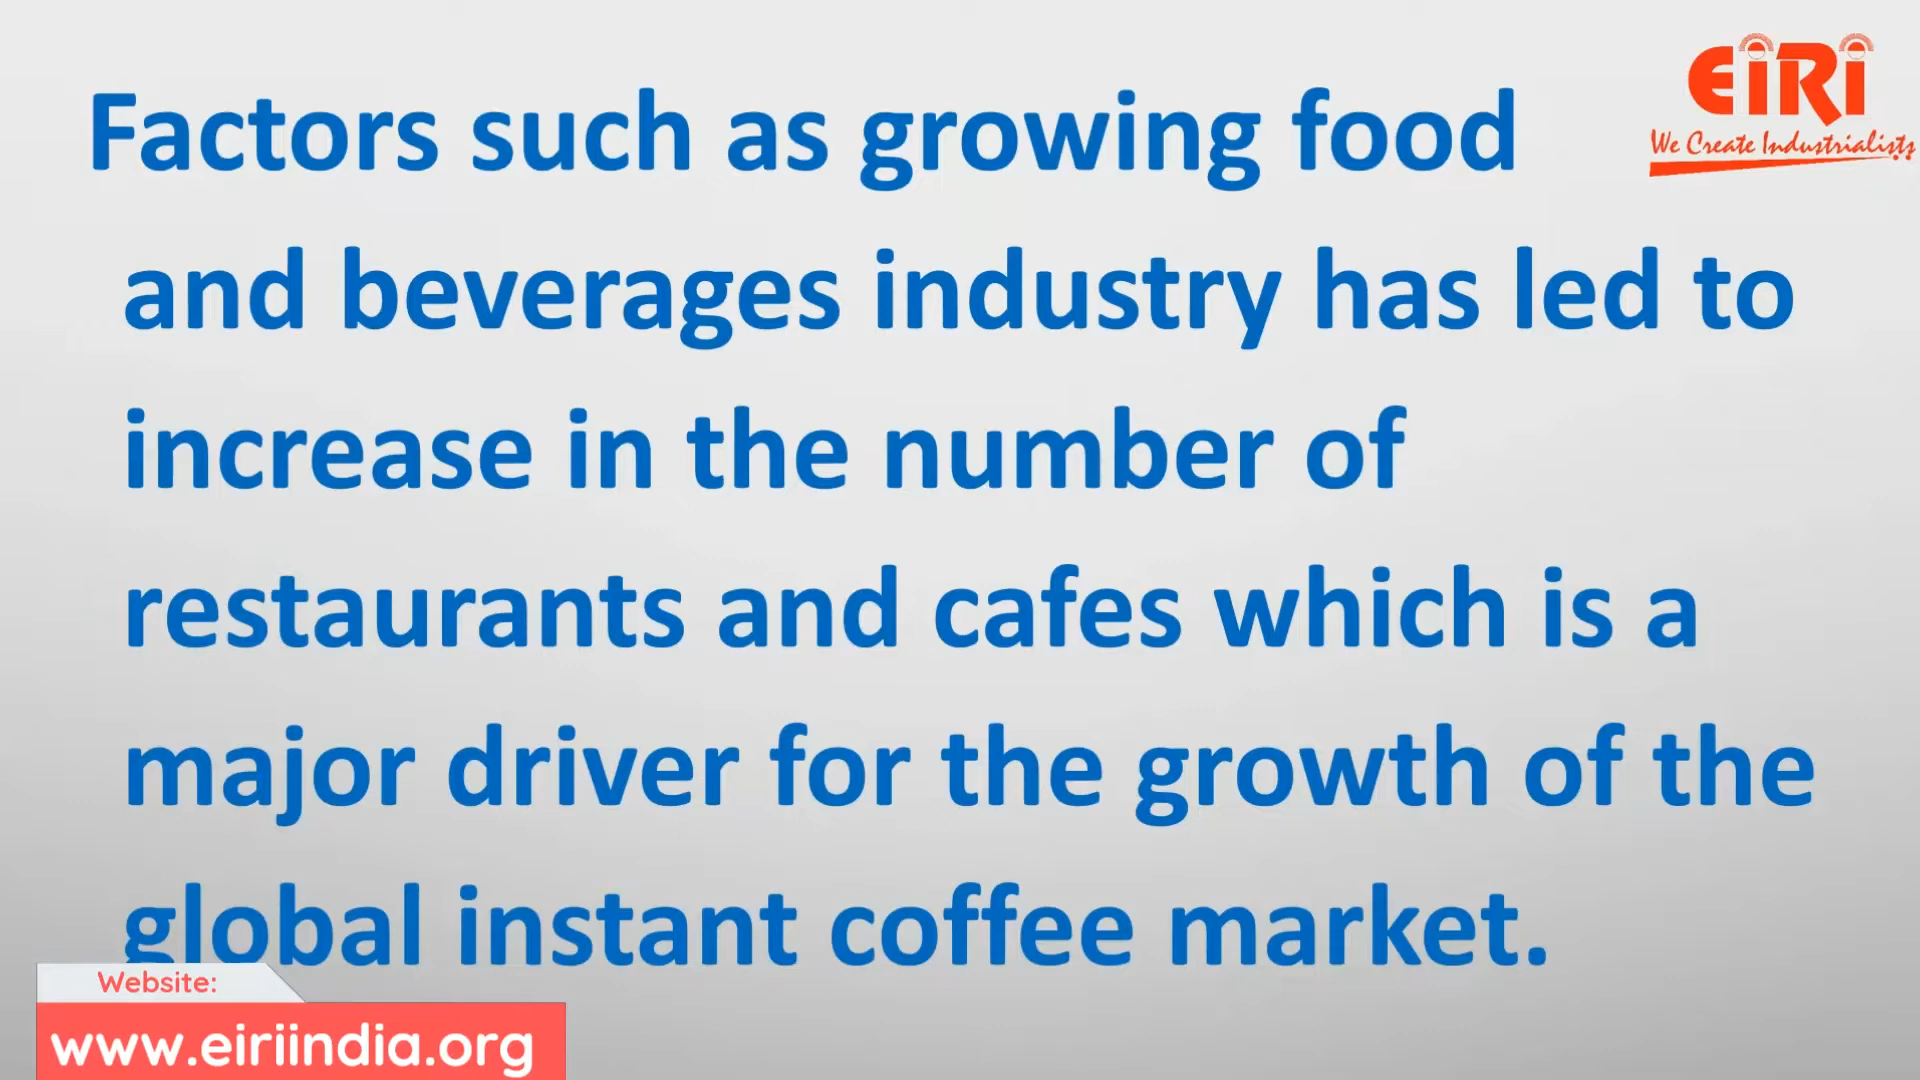 EiRi
We Create Industrialists
Factors such as growing food
and beverages industry has led to
increase in the number of
restaurants and cafes which is a
major driver for the growth of the
global instant coffee market.
Website:
www.eiriindia.org